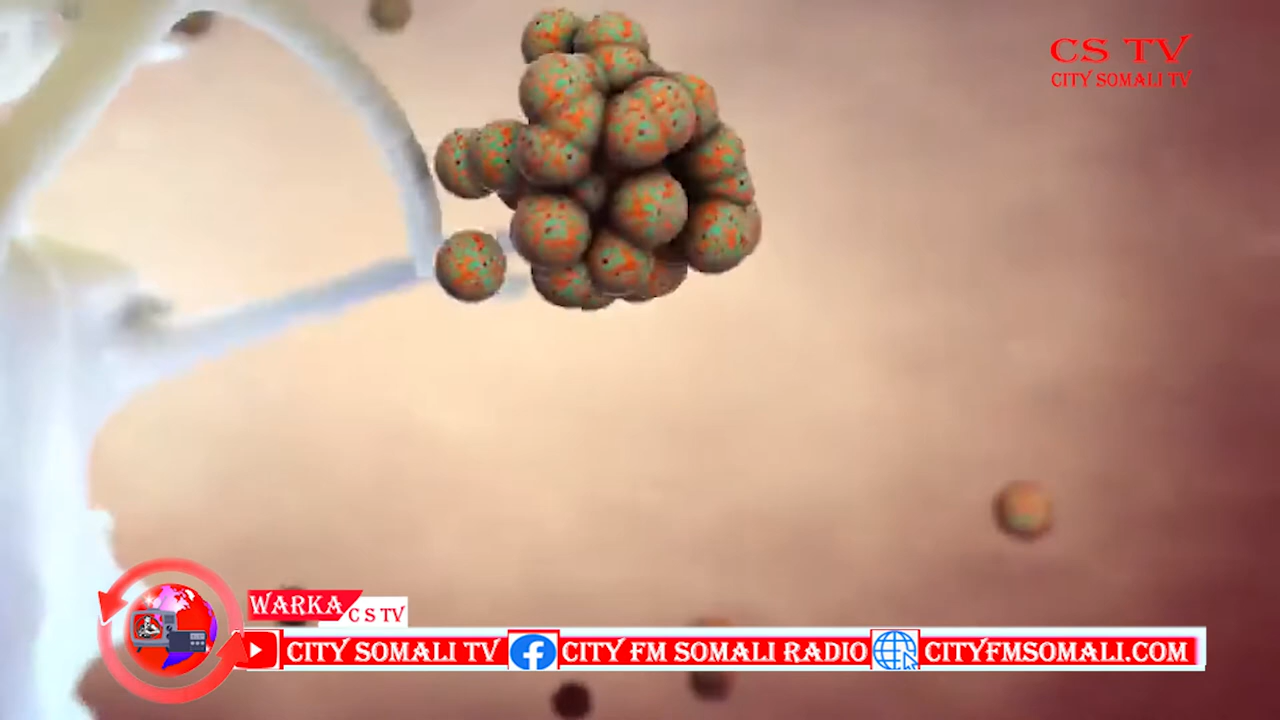 CS TV
CITY SOMALI TV
WARKA
C S TV
CITY SOMALI TV
CITY FM SOMALI RADIO
CITYFMSOMALI.COM